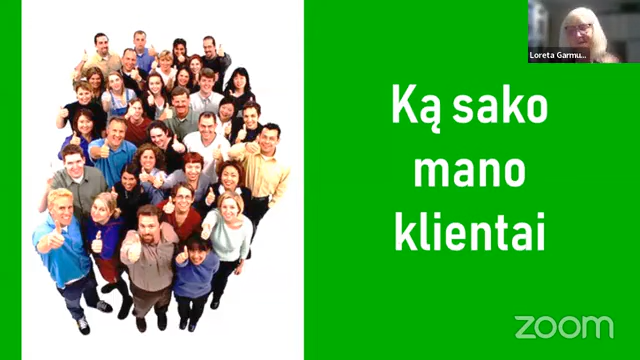 Loreta Garmu...
Ką sako
mano
klientai
zoom